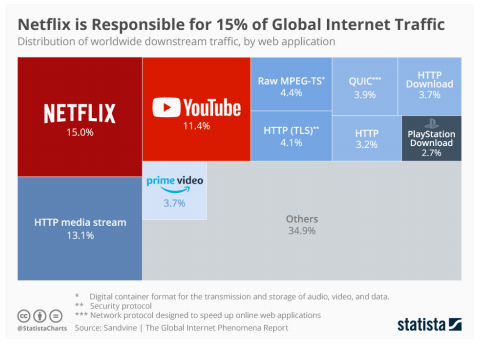 Netflix is Responsible for 15% of Global Internet Traffic
Distribution of worldwide downstream traffic, by web application
NETFLIX
15.0%
YouTube
11.4%
Raw MPEG-TS*
4.4%
QUIC***
3.9%
HTTP
Download
3.7%
HTTP (TLS)**
4.1%
HTTP
3.2%
PlayStation
Download
2.7%
HTTP media stream
13.1%
prime video
3.7%
Others
34.9%
* Digital container format for the transmission and storage of audio, video, and data.
** Security protocol
*** Network protocol designed to speed up online web applications
@StatistaCharts Source: Sandvine | The Global Internet Phenomena Report
statista